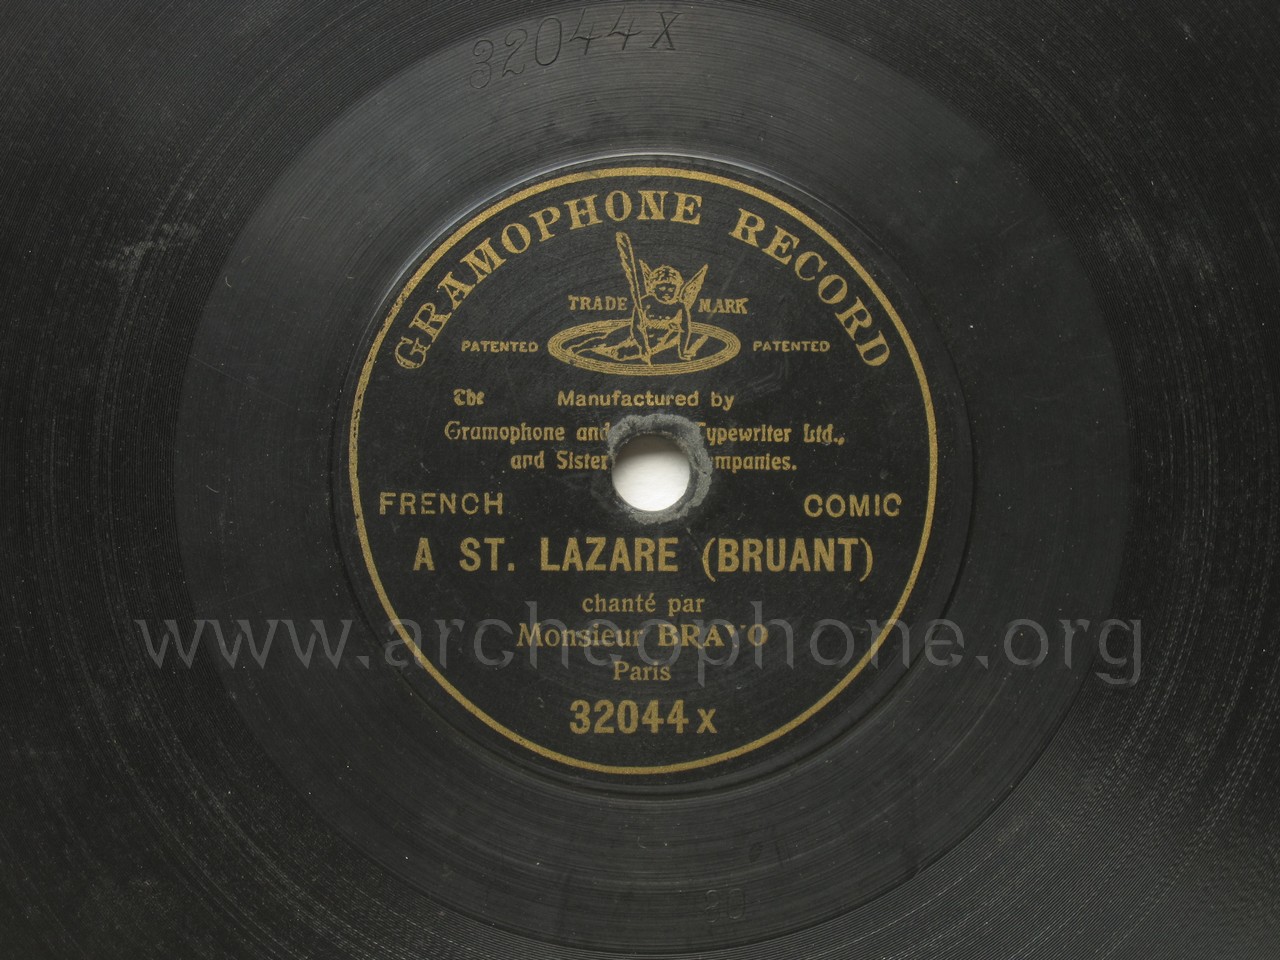 32044X
GRAMOPHONE RECORD
TRADE MARK
PATENTED PATENTED
The Manufactured by
Gramophone and Typewriter Ltd.,
and Sister mpanies.
FRENCH COMIC
A ST. LAZARE (BRUANT)
chanté par
www.archeophone.org
Monsieur BRAVO
Paris
32044 x